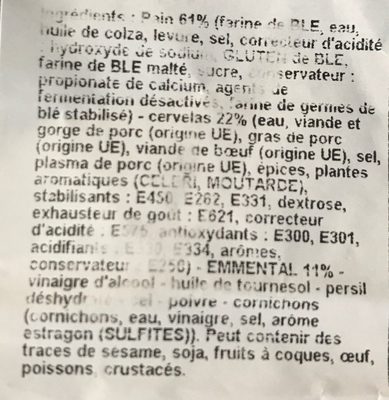 Ingrédients : Pain 61% (farine de BLE, eau,
huile de colza, levure, sel, correcteur d'acidité
: hydroxyde de sodium, GLUTEN de BLE,
farine de BLE malté, sucre, conservateur :
propionate de calcium, agents de
fermentation désactivés, farine de germes de
blé stabilisé) - cervelas 22% (eau, viande et
gorge de porc (origine UE), gras de porc
(origine UE), viande de bœuf (origine UE), sel,
plasma de porc (origine UE), épices, plantes
aromatiques (CELERI, MOUTARDE),
stabilisants : E450, E262, E331, dextrose,
exhausteur de goût : E621, correcteur
d'acidité : antioxydants : E300, E301,
acidifiants : E334, arômes,
conservateur : E250) - EMMENTAL 11% -
vinaigre d'alcool - huile de tournesol - persil
déshydraté - sel - poivre - cornichons
(cornichons, eau, vinaigre, sel, arôme
estragon (SULFITES)). Peut contenir des
traces de sésame, soja, fruits à coques, œuf,
poissons, crustacés.